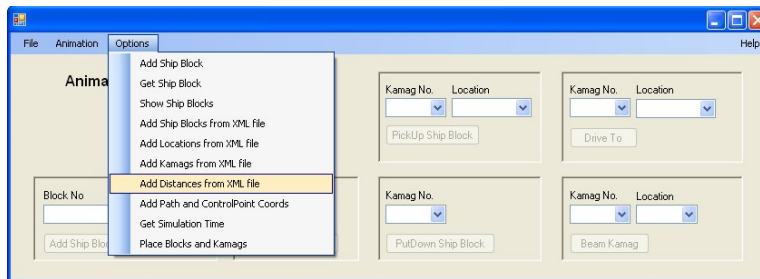 File Animation Options Help
Add Ship Block
Get Ship Block
Show Ship Blocks
Add Ship Blocks from XML file
Add Locations from XML file
Add Kamags from XML file
Add Distances from XML file
Add Path and ControlPoint Coords
Get Simulation Time
Place Blocks and Kamags
Anima
Kamag No. Location
PickUp Ship Block
Kamag No. Location
Drive To
Block No
Add Ship Bloc
Kamag No.
PutDown Ship Block
Kamag No. Location
Beam Kamag